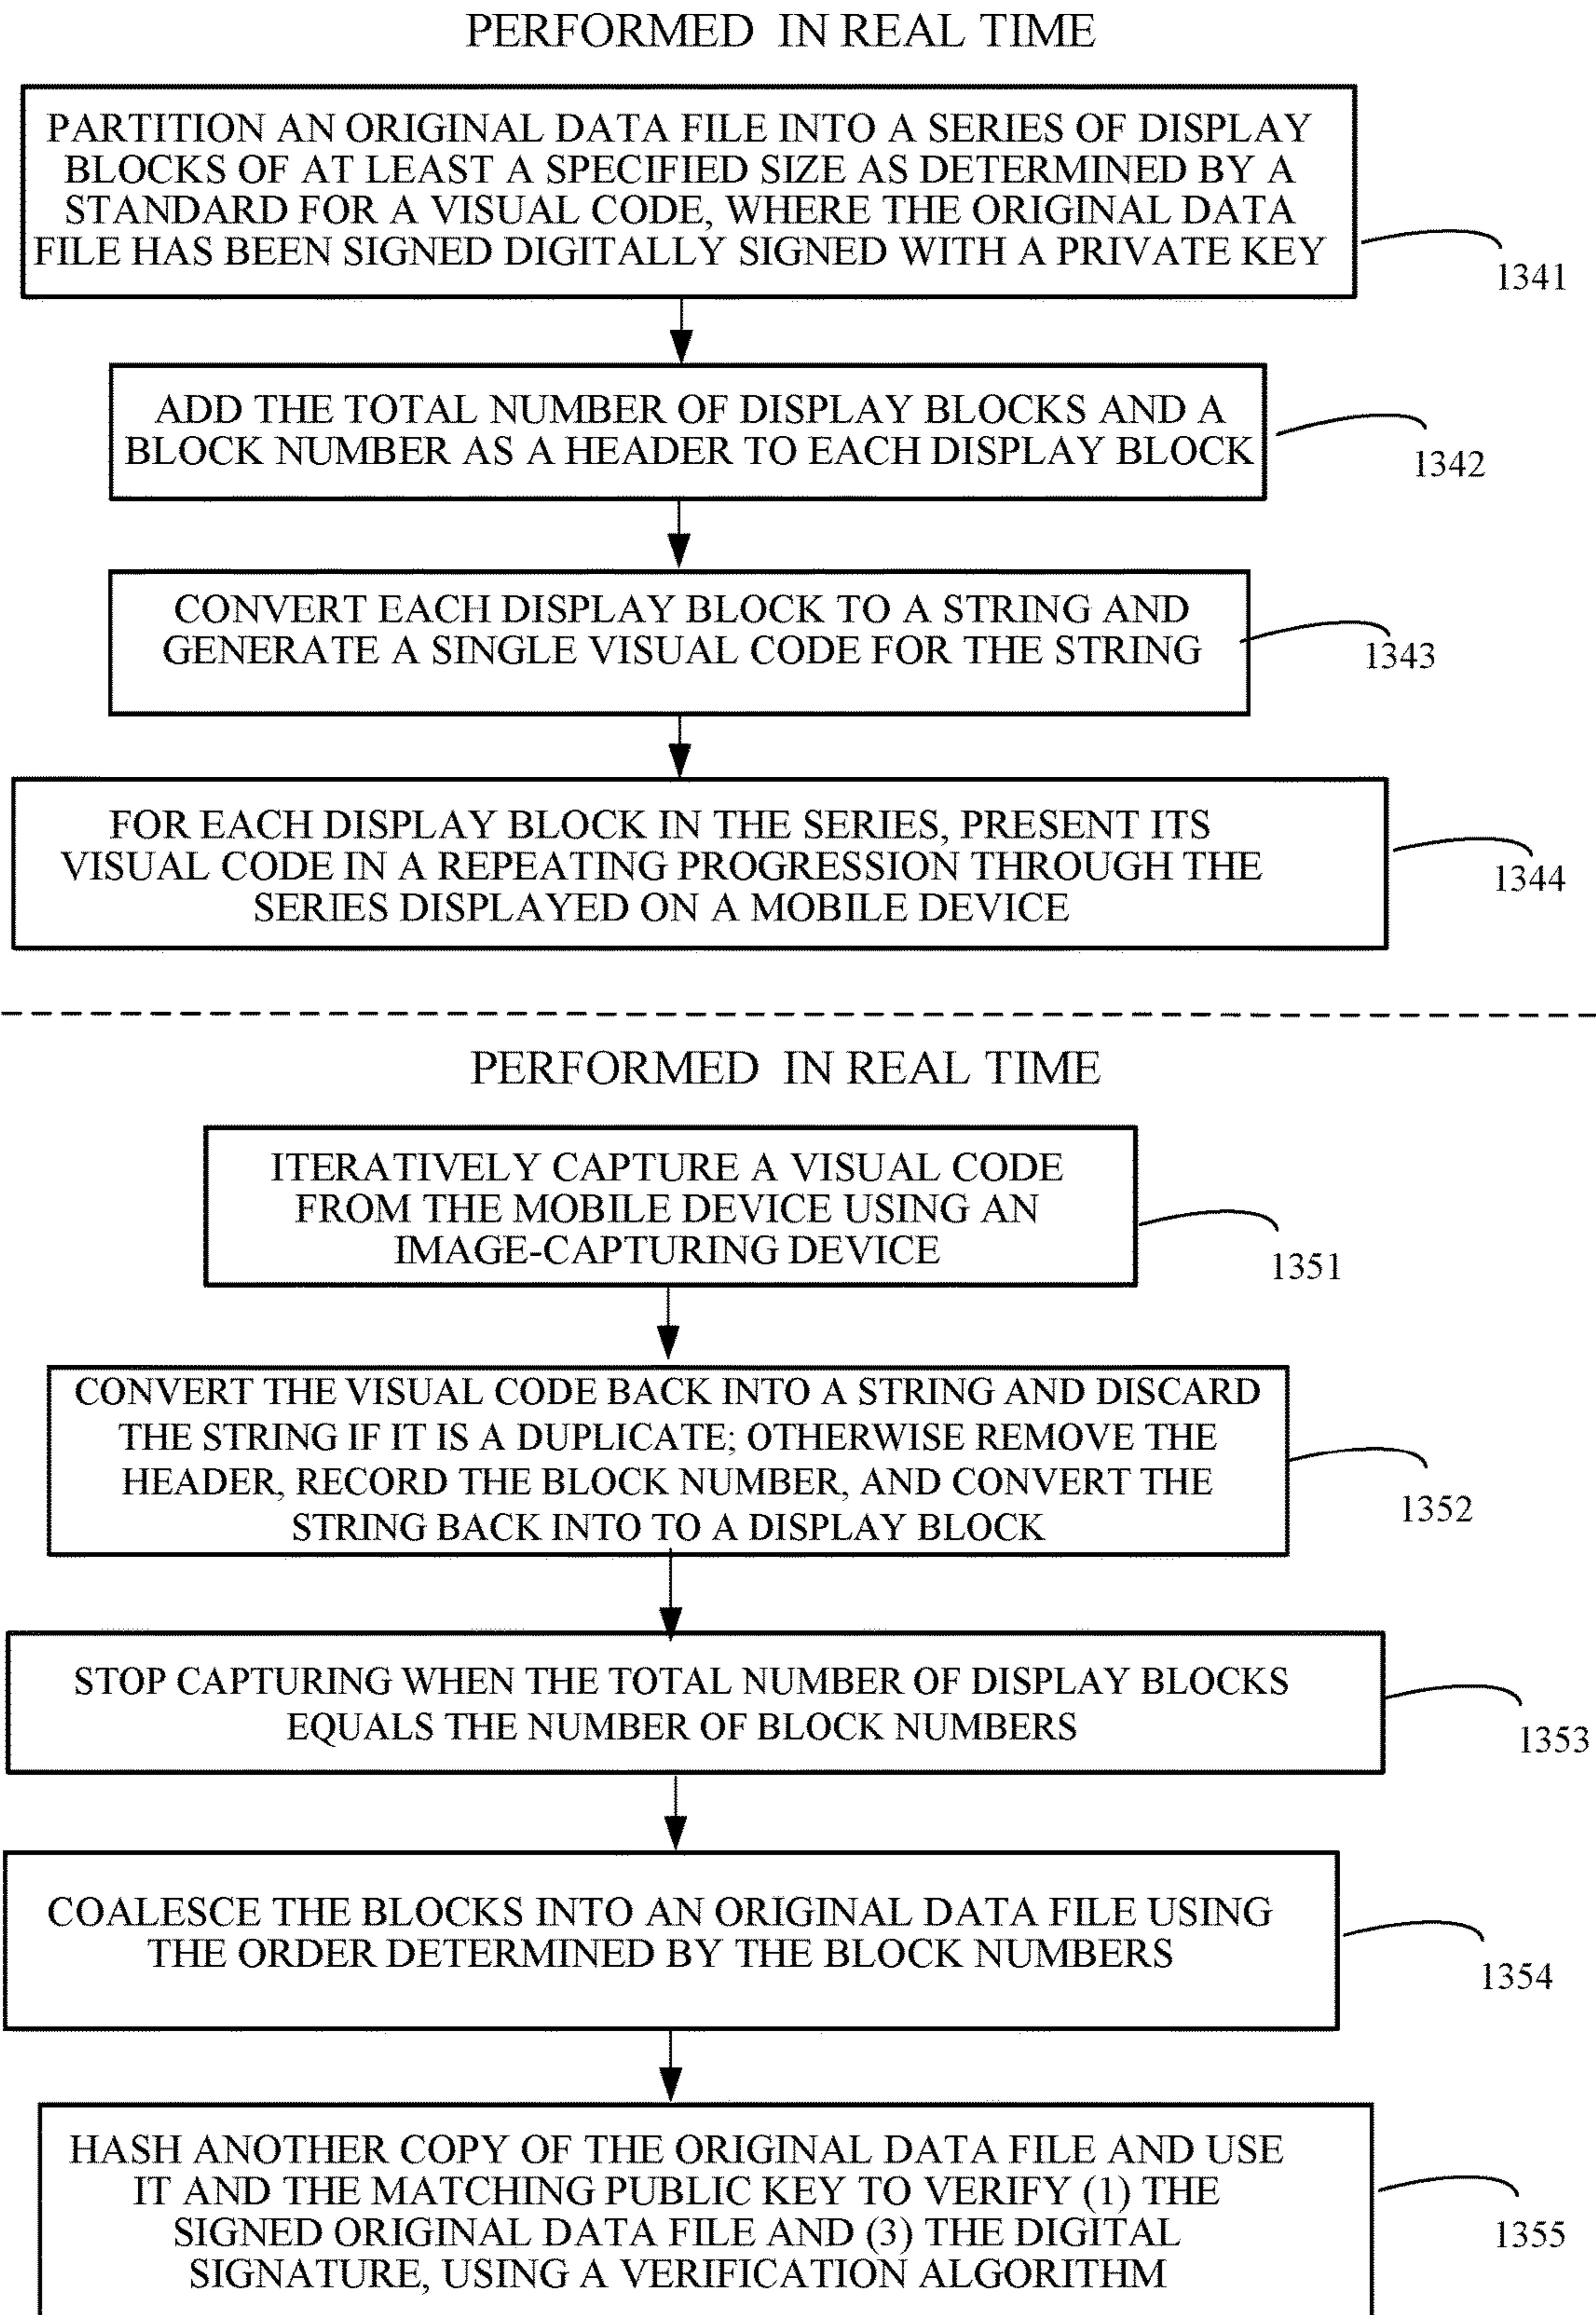 PERFORMED IN REAL TIME
PARTITION AN ORIGINAL DATA FILE INTO A SERIES OF DISPLAY
BLOCKS OF AT LEAST A SPECIFIED SIZE AS DETERMINED BY A
STANDARD FOR A VISUAL CODE, WHERE THE ORIGINAL DATA
FILE HAS BEEN SIGNED DIGITALLY SIGNED WITH A PRIVATE KEY
1341
ADD THE TOTAL NUMBER OF DISPLAY BLOCKS AND A
BLOCK NUMBER AS A HEADER TO EACH DISPLAY BLOCK
1342
CONVERT EACH DISPLAY BLOCK TO A STRING AND
GENERATE A SINGLE VISUAL CODE FOR THE STRING
1343
FOR EACH DISPLAY BLOCK IN THE SERIES, PRESENT ITS
VISUAL CODE IN A REPEATING PROGRESSION THROUGH THE
SERIES DISPLAYED ON A MOBILE DEVICE
1344
PERFORMED IN REAL TIME
ITERATIVELY CAPTURE A VISUAL CODE
FROM THE MOBILE DEVICE USING AN
IMAGE-CAPTURING DEVICE
1351
CONVERT THE VISUAL CODE BACK INTO A STRING AND DISCARD
THE STRING IF IT IS A DUPLICATE; OTHERWISE REMOVE THE
HEADER, RECORD THE BLOCK NUMBER, AND CONVERT THE
STRING BACK INTO TO A DISPLAY BLOCK
1352
STOP CAPTURING WHEN THE TOTAL NUMBER OF DISPLAY BLOCKS
EQUALS THE NUMBER OF BLOCK NUMBERS
1353
COALESCE THE BLOCKS INTO AN ORIGINAL DATA FILE USING
THE ORDER DETERMINED BY THE BLOCK NUMBERS
1354
HASH ANOTHER COPY OF THE ORIGINAL DATA FILE AND USE
IT AND THE MATCHING PUBLIC KEY TO VERIFY (1) THE
SIGNED ORIGINAL DATA FILE AND (3) THE DIGITAL
SIGNATURE, USING A VERIFICATION ALGORITHM
1355